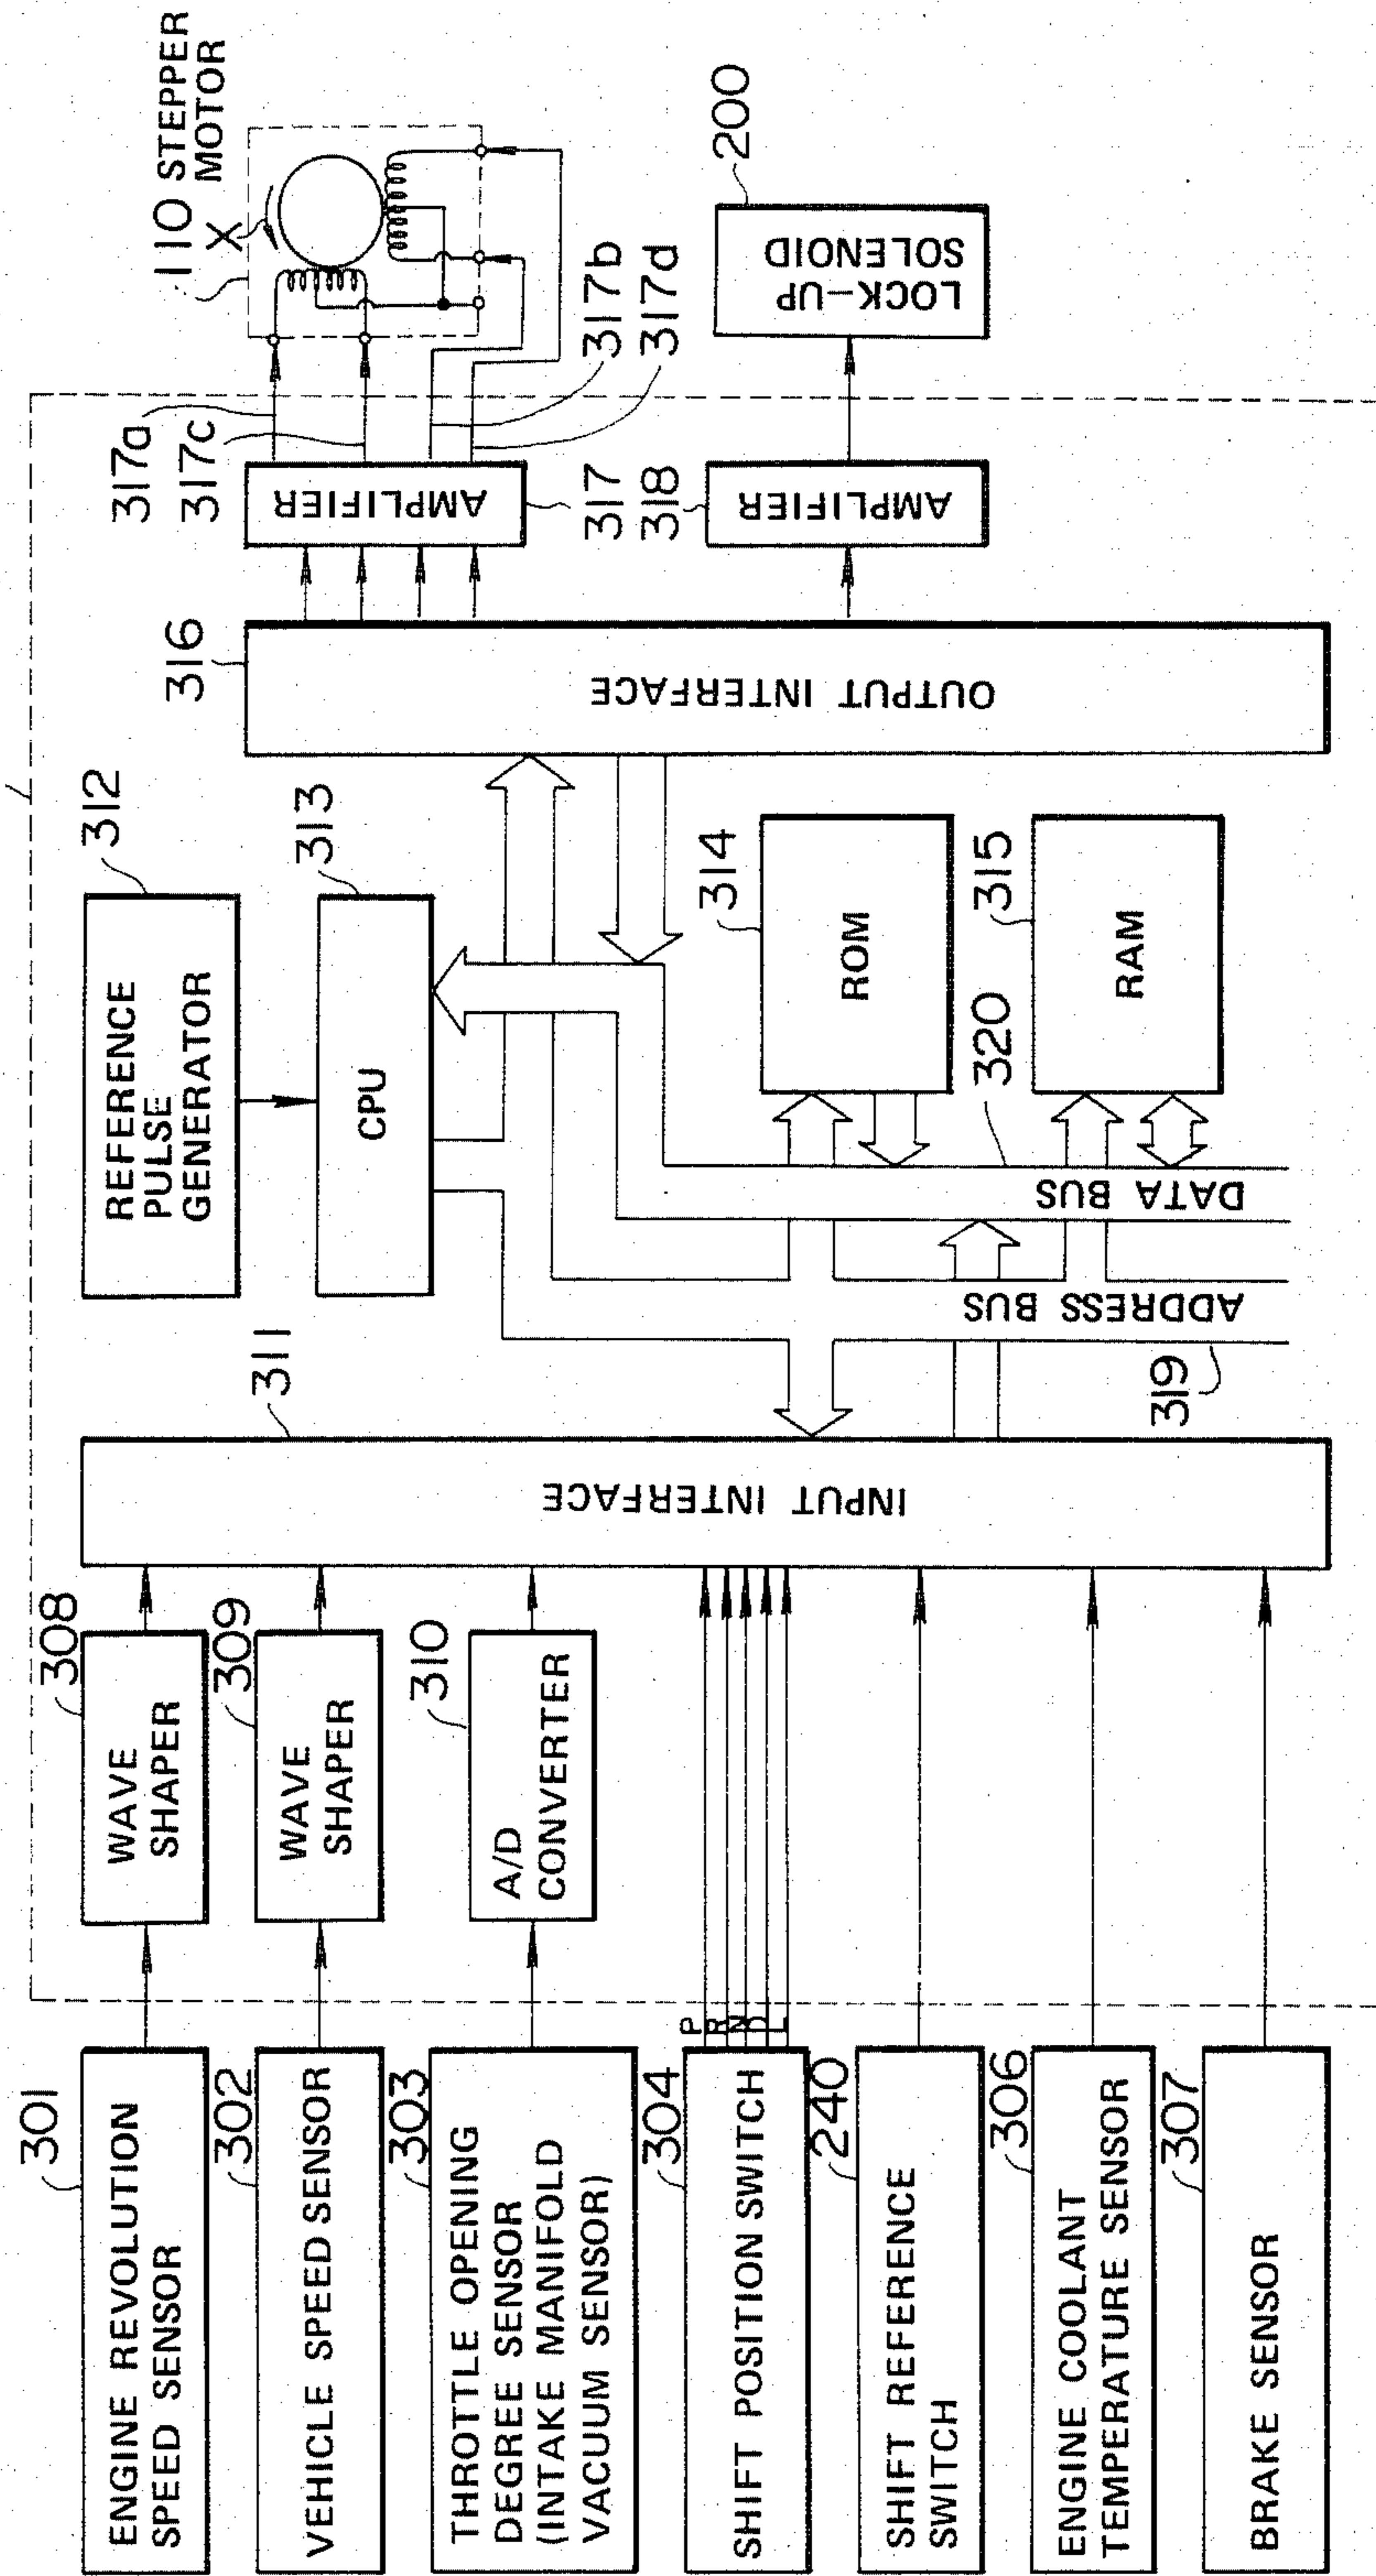 301
ENGINE REVOLUTION
SPEED SENSOR
302
VEHICLE SPEED SENSOR
303
THROTTLE OPENING
DEGREE SENSOR
(INTAKE MANIFOLD
VACUUM SENSOR)
304
SHIFT POSITION SWITCH
P
R
N
D
L
240
SHIFT REFERENCE
SWITCH
306
ENGINE COOLANT
TEMPERATURE SENSOR
307
BRAKE SENSOR
308
WAVE
SHAPER
309
WAVE
SHAPER
310
A/D
CONVERTER
311
INPUT INTERFACE
312
REFERENCE
PULSE
GENERATOR
313
CPU
314
ROM
315
RAM
320
DATA BUS
ADDRESS BUS
319
316
OUTPUT INTERFACE
317a
317c
AMPLIFIER
317
318
AMPLIFIER
317b
317d
110 STEPPER
MOTOR
X
200
LOCK-UP
SOLENOID